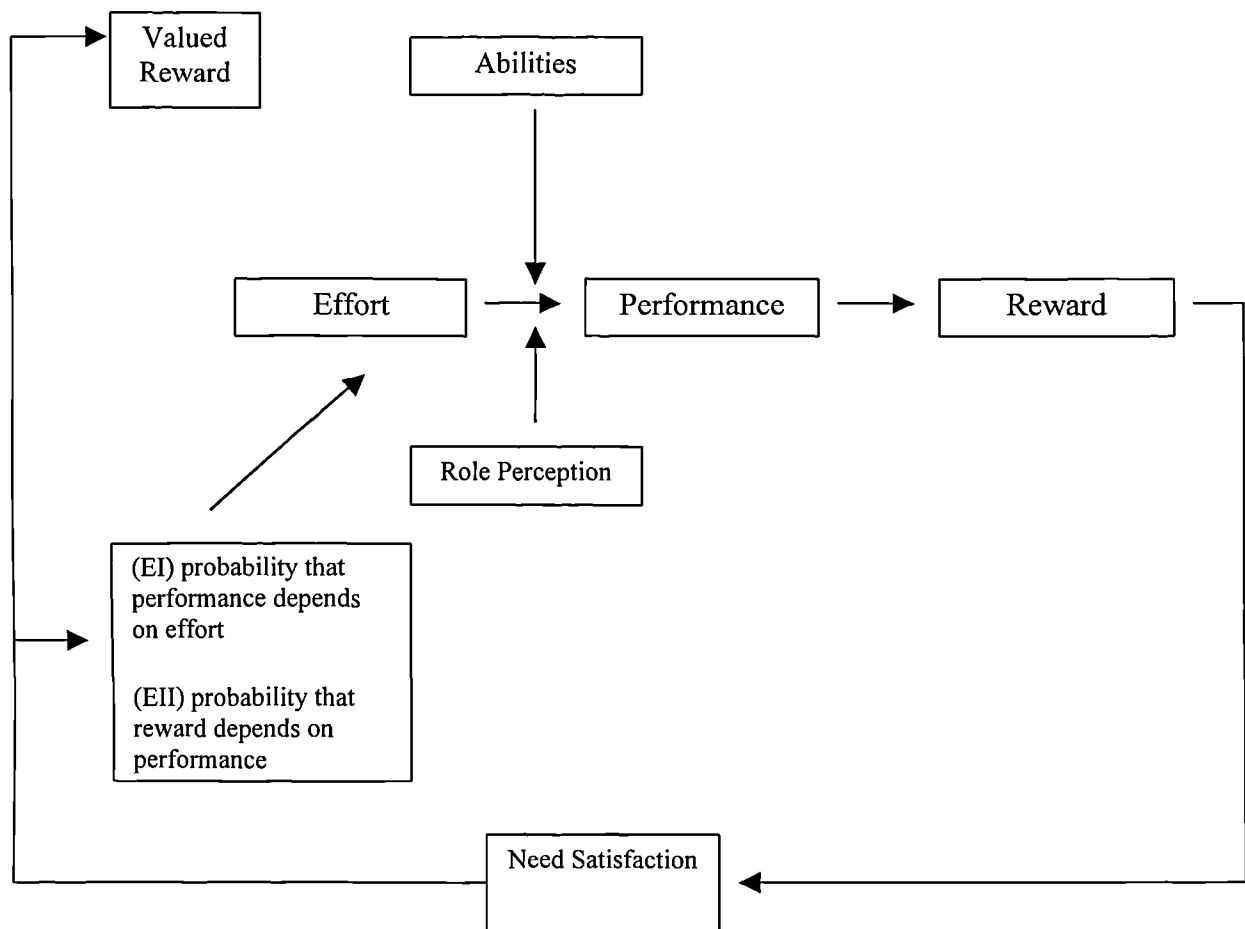 Valued
Reward
Abilities
Effort
Performance
Reward
Role Perception
(EI) probability that
performance depends
on effort
(EII) probability that
reward depends on
performance
Need Satisfaction